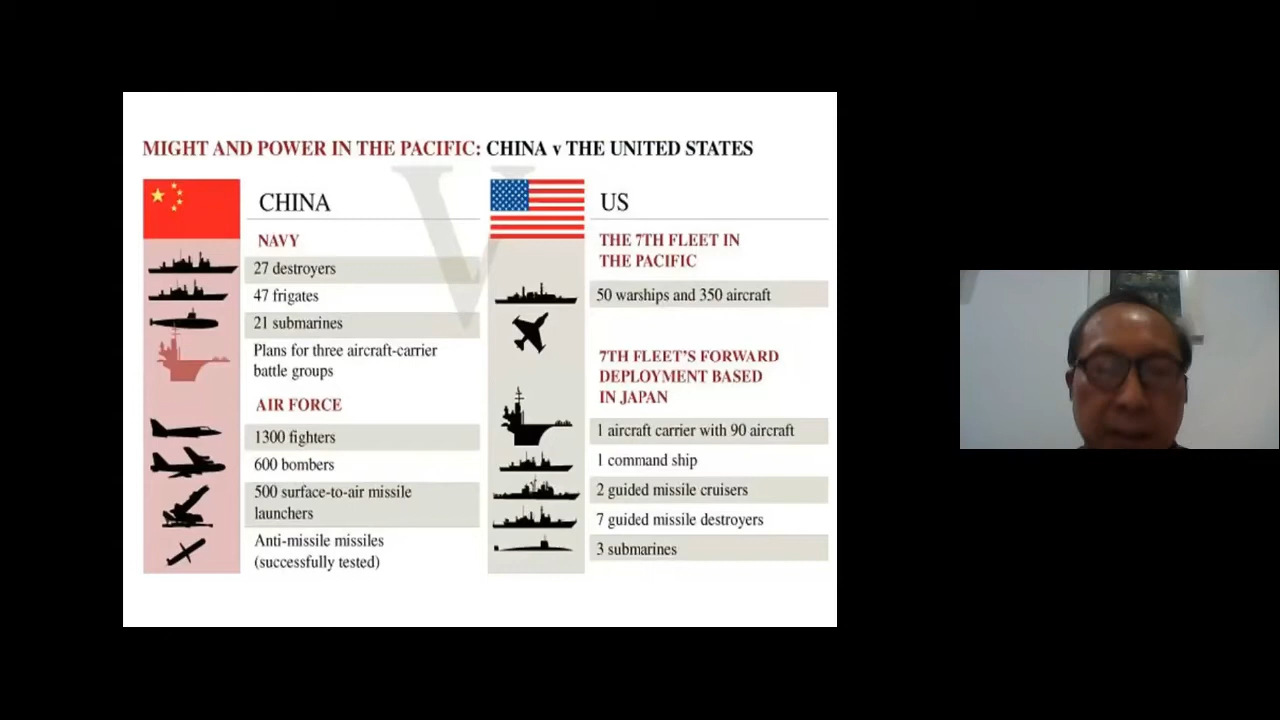 MIGHT AND POWER IN THE PACIFIC: CHINA v THE UNITED STATES
V
CHINA
NAVY
27 destroyers
47 frigates
21 submarines
Plans for three aircraft-carrier
battle groups
AIR FORCE
1300 fighters
600 bombers
500 surface-to-air missile
launchers
Anti-missile missiles
(successfully tested)
US
THE 7TH FLEET IN
THE PACIFIC
50 warships and 350 aircraft
7TH FLEET'S FORWARD
DEPLOYMENT BASED
IN JAPAN
1 aircraft carrier with 90 aircraft
1 command ship
2 guided missile cruisers
7 guided missile destroyers
3 submarines